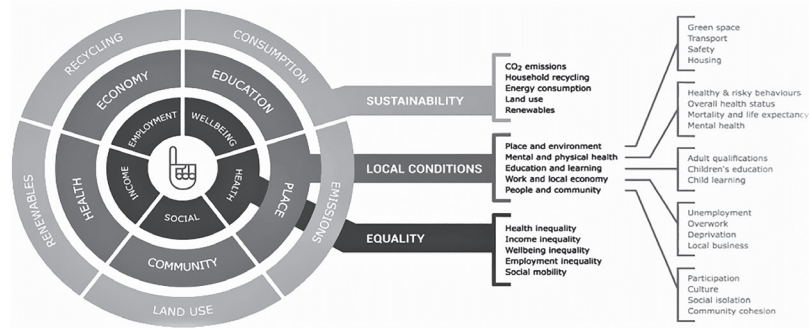 RECYCLING
CONSUMPTION
EMISSIONS
LAND USE
RENEWABLES
ECONOMY
EDUCATION
PLACE
COMMUNITY
HEALTH
EMPLOYMENT
WELLBEING
HEALTH
SOCIAL
INCOME
SUSTAINABILITY
CO2 emissions
Household recycling
Energy consumption
Land use
Renewables
LOCAL CONDITIONS
Place and environment
Mental and physical health
Education and learning
Work and local economy
People and community
EQUALITY
Health inequality
Income inequality
Wellbeing inequality
Employment inequality
Social mobility
Green space
Transport
Safety
Housing
Healthy & risky behaviours
Overall health status
Mortality and life expectancy
Mental health
Adult qualifications
Children's education
Child learning
Unemployment
Overwork
Deprivation
Local business
Participation
Culture
Social isolation
Community cohesion